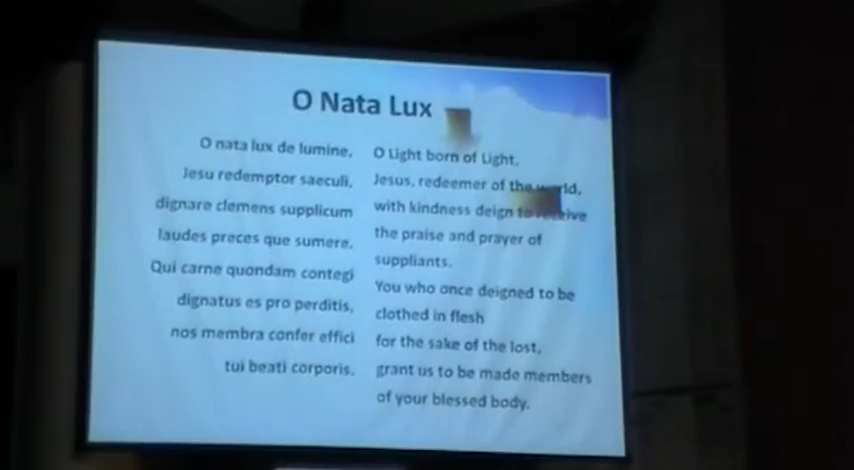 O Nata Lux
O nata lux de lumine,
Jesu redemptor saeculi,
dignare clemens supplicum
laudes preces que sumere.
Qui carne quondam contegi
dignatus es pro perditis,
nos membra confer effici
tui beati corporis.
O Light born of Light,
Jesus, redeemer of the world,
with kindness deign to receive
the praise and prayer of
suppliants.
You who once deigned to be
clothed in flesh
for the sake of the lost,
grant us to be made members
of your blessed body.